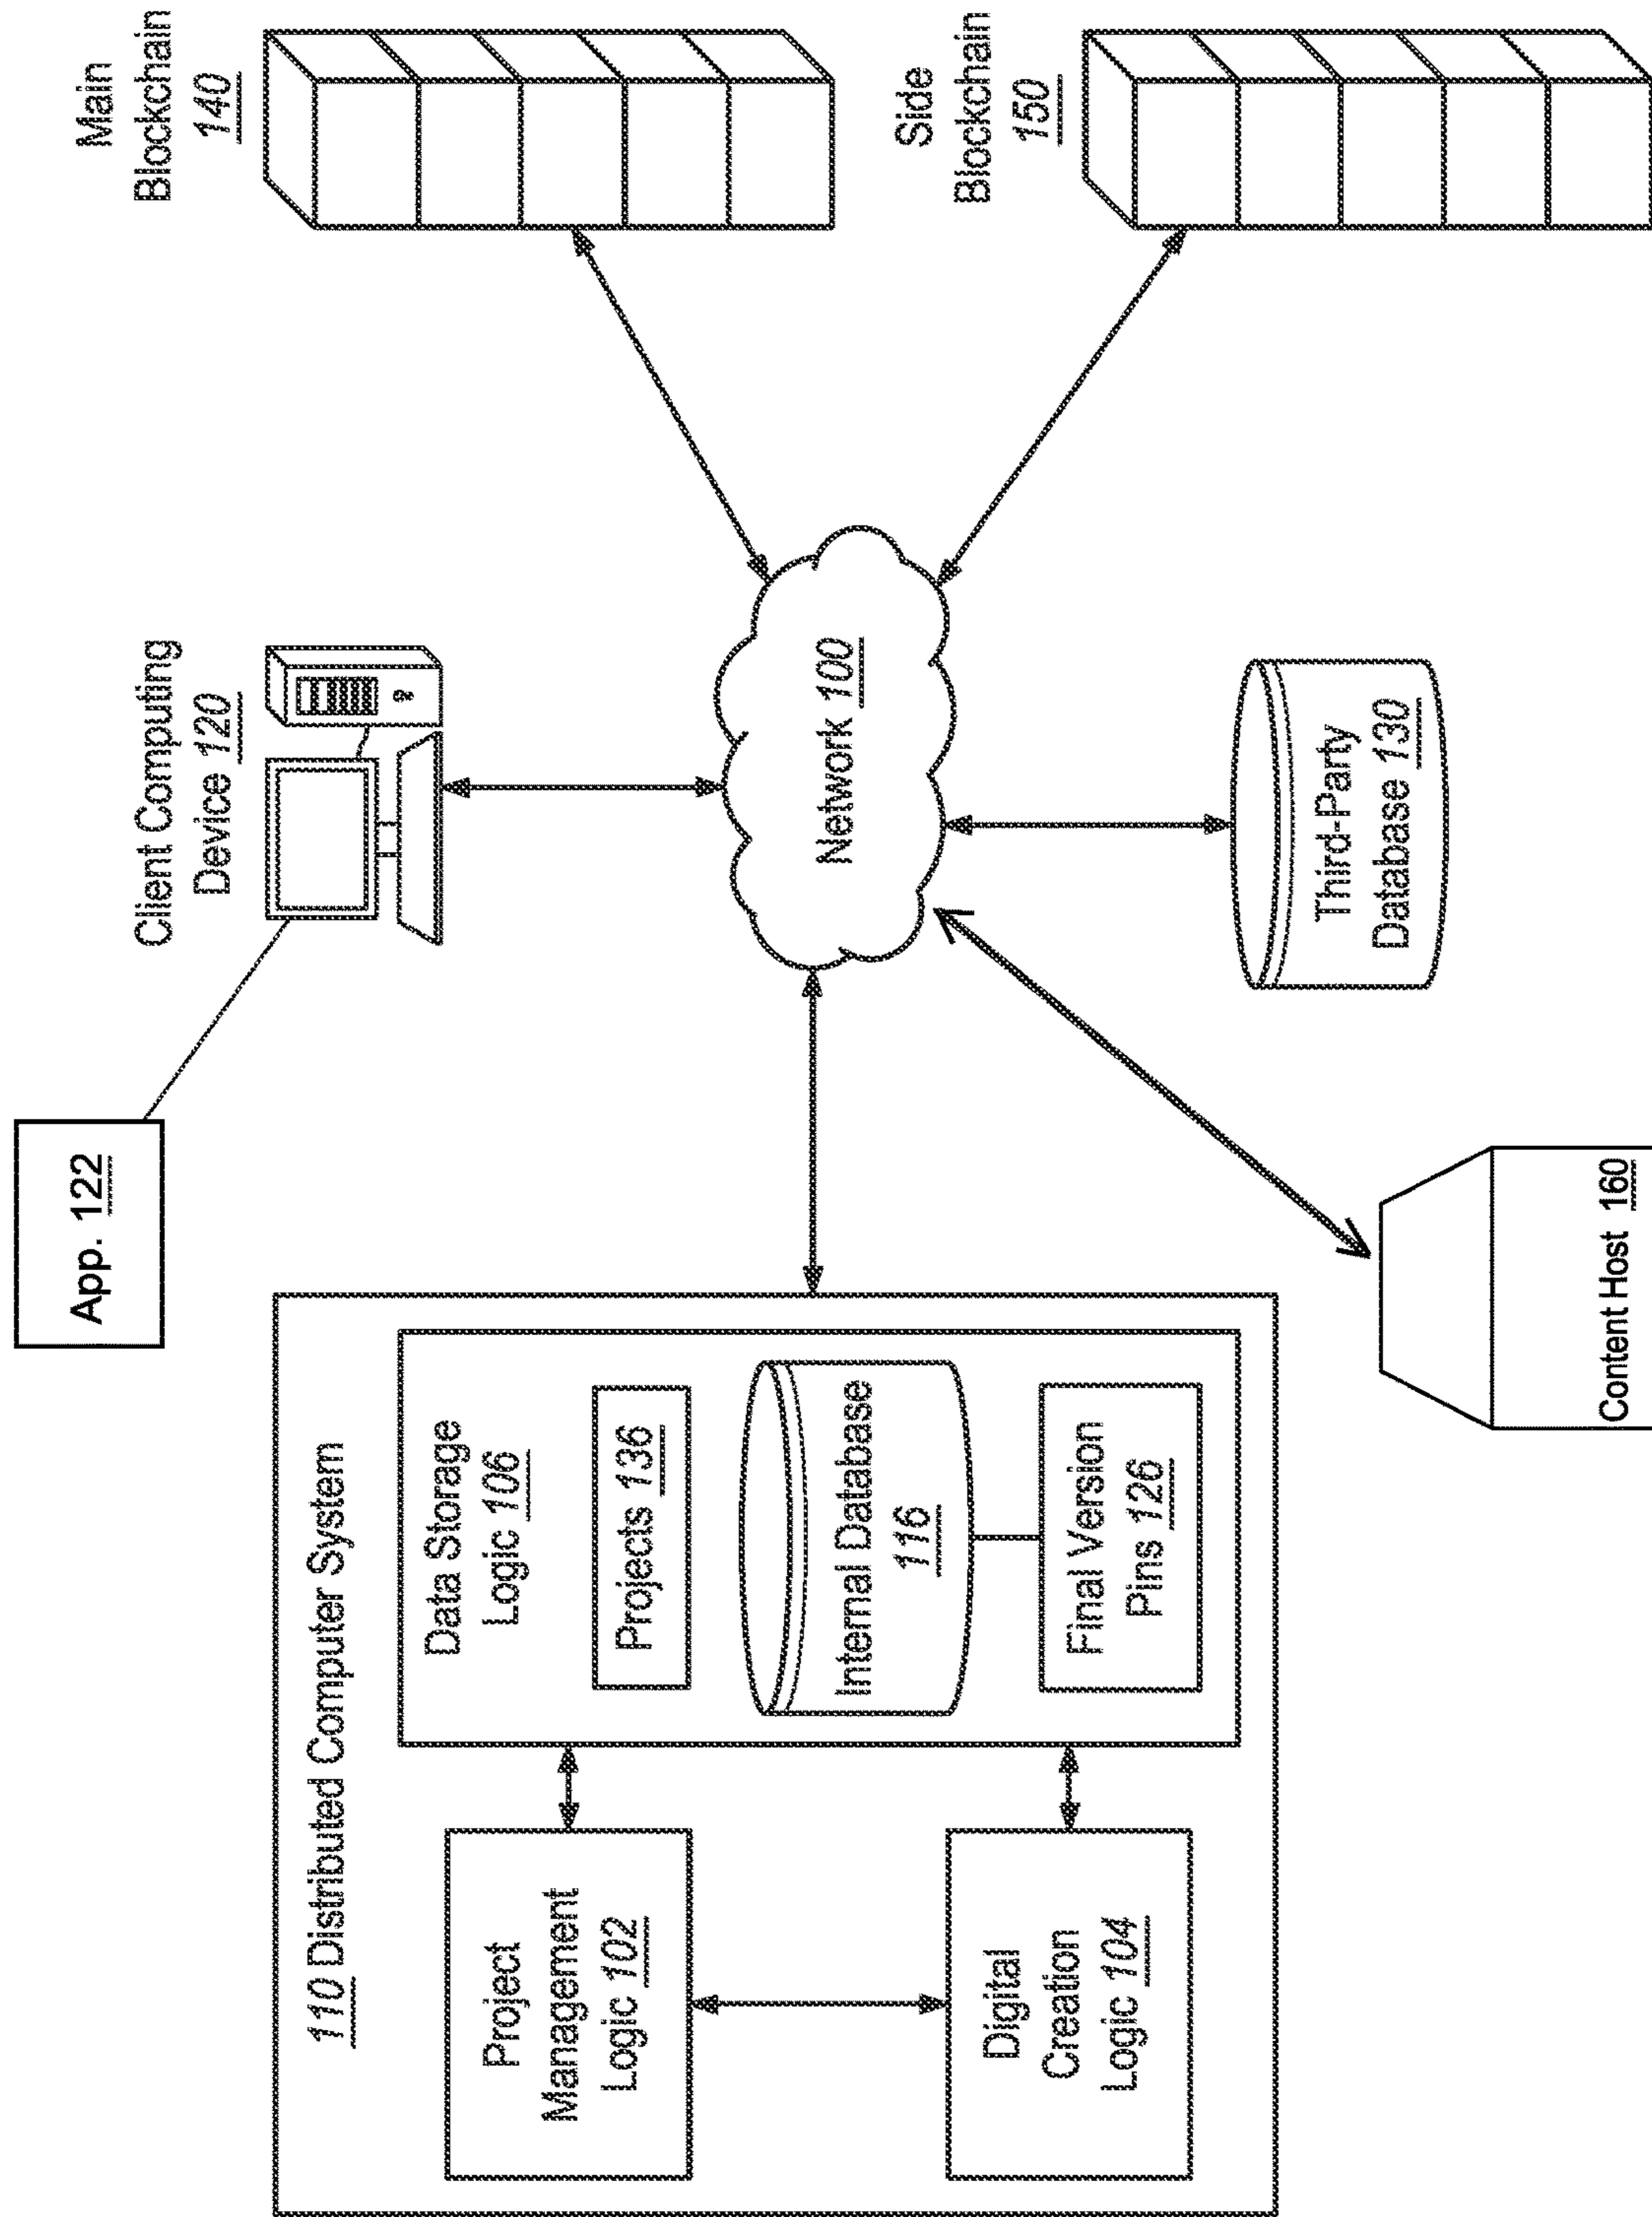 App. 122
110 Distributed Computer System
Project
Management
Logic 102
Digital
Creation
Logic 104
Data Storage
Logic 106
Projects 136
Internal Database
116
Final Version
Pins 126
Client Computing
Device 120
Network 100
Third-Party
Database 130
Content Host 160
Main
Blockchain
140
Side
Blockchain
150